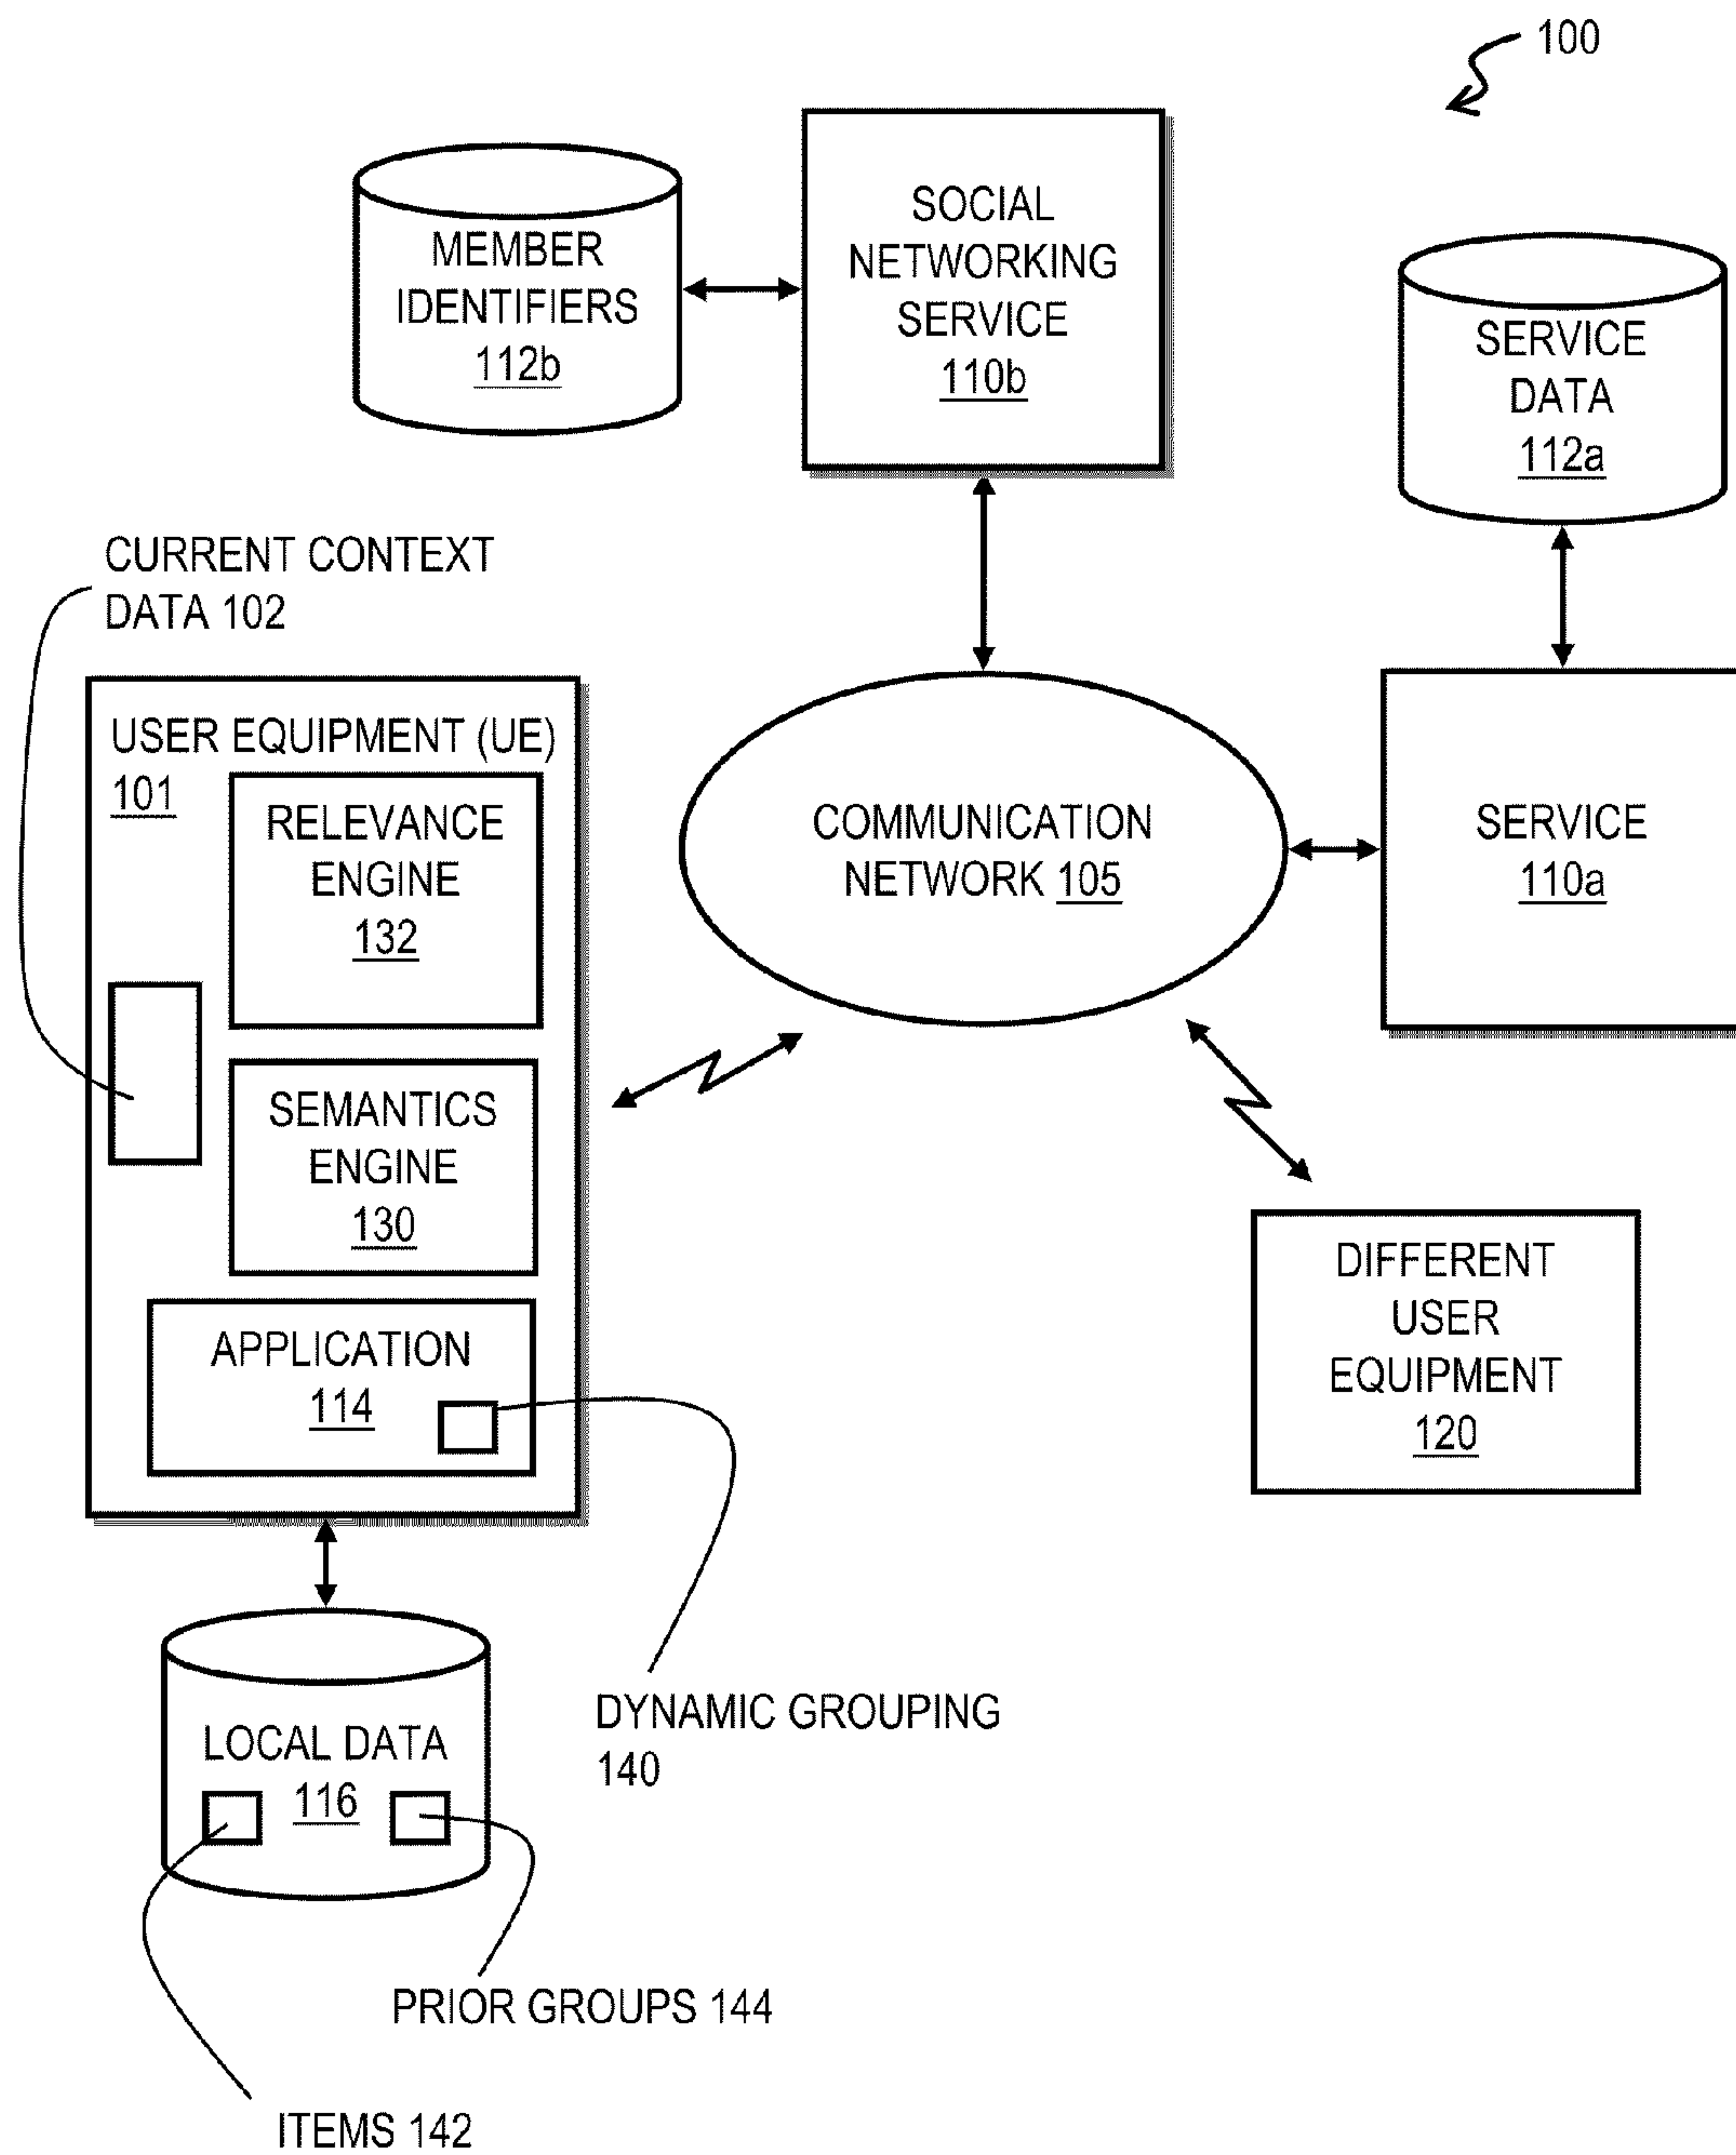 100
SOCIAL
NETWORKING
SERVICE
110b
MEMBER
IDENTIFIERS
112b
SERVICE
DATA
112a
CURRENT CONTEXT
DATA 102
USER EQUIPMENT (UE)
101
RELEVANCE
ENGINE
132
COMMUNICATION
NETWORK 105
SERVICE
110a
SEMANTICS
ENGINE
130
DIFFERENT
USER
EQUIPMENT
120
APPLICATION
114
DYNAMIC GROUPING
140
LOCAL DATA
116
PRIOR GROUPS 144
ITEMS 142